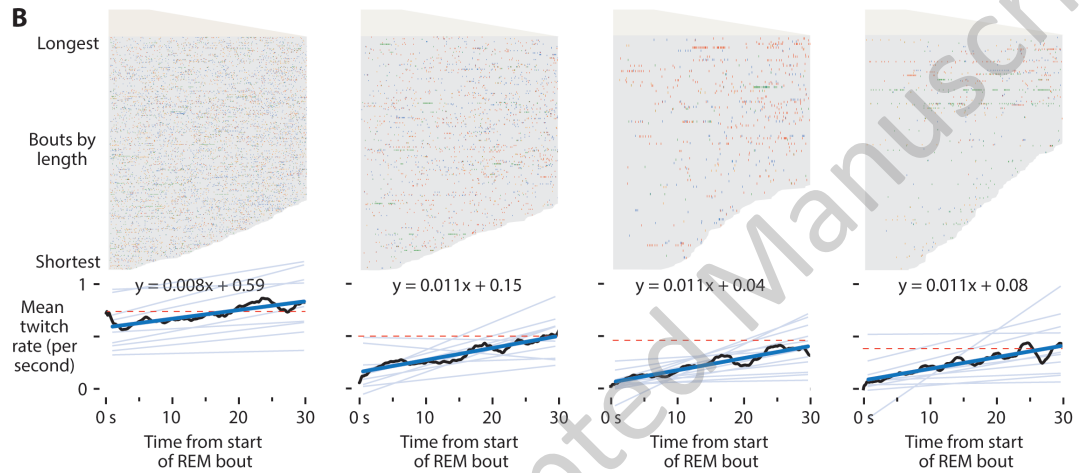 B
Longest
Bouts by
length
Shortest
Mean
twitch
rate (per
second)
1
0
y = 0.008x + 0.59
y = 0.011x + 0.15
y = 0.011x + 0.04
y = 0.011x + 0.08
0 s 10 20 30
0 s 10 20 30
0 s 10 20 30
0 s 10 20 30
Time from start
of REM bout
Time from start
of REM bout
Time from start
of REM bout
Time from start
of REM bout
Manuscri